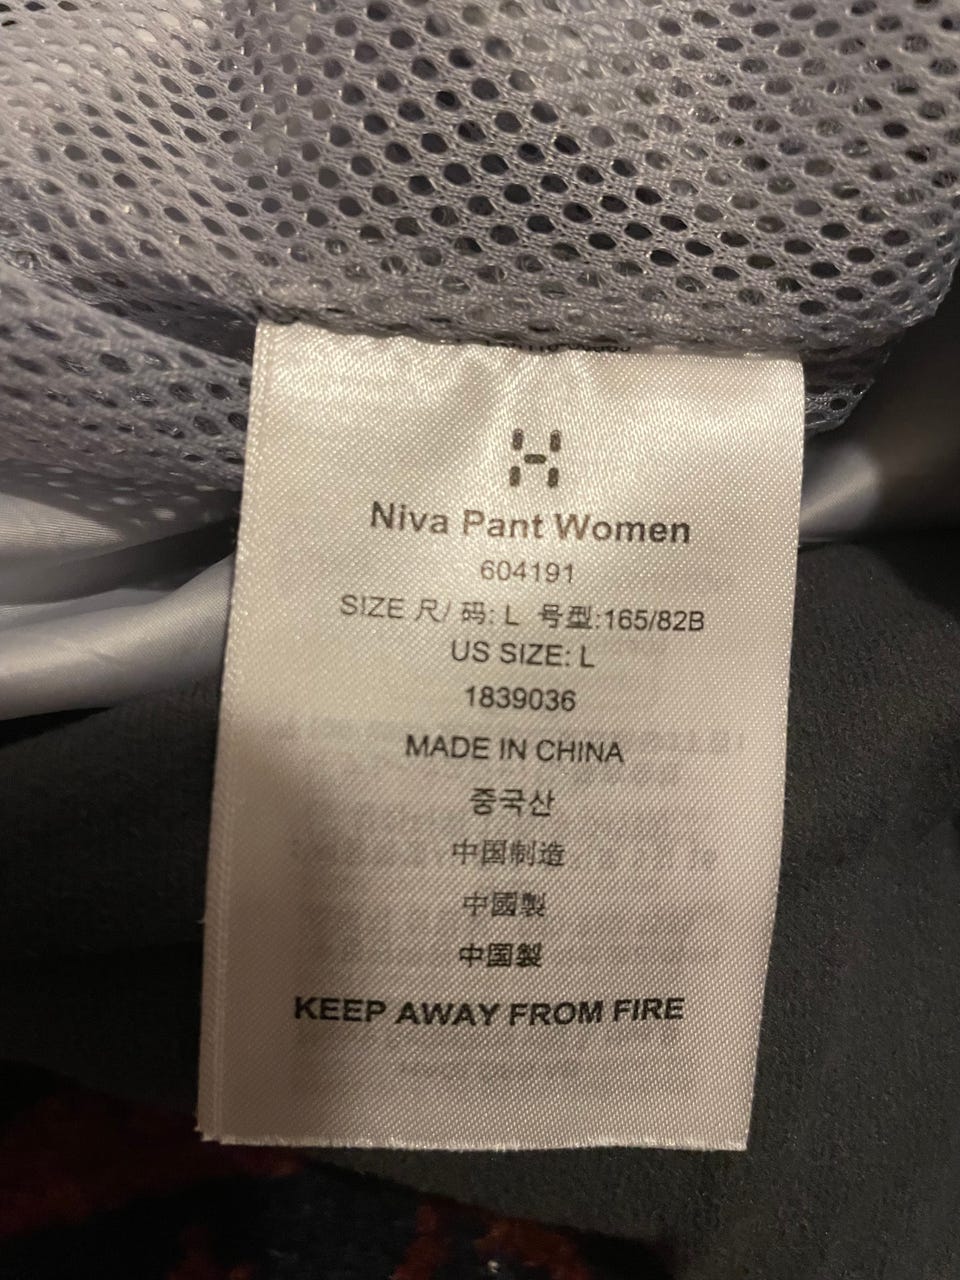 Niva Pant Women
604191
SIZE 尺/ 码: L 号型:165/82B
US SIZE: L
1839036
MADE IN CHINA
중국산
中国制造
中國製
中国製
KEEP AWAY FROM FIRE